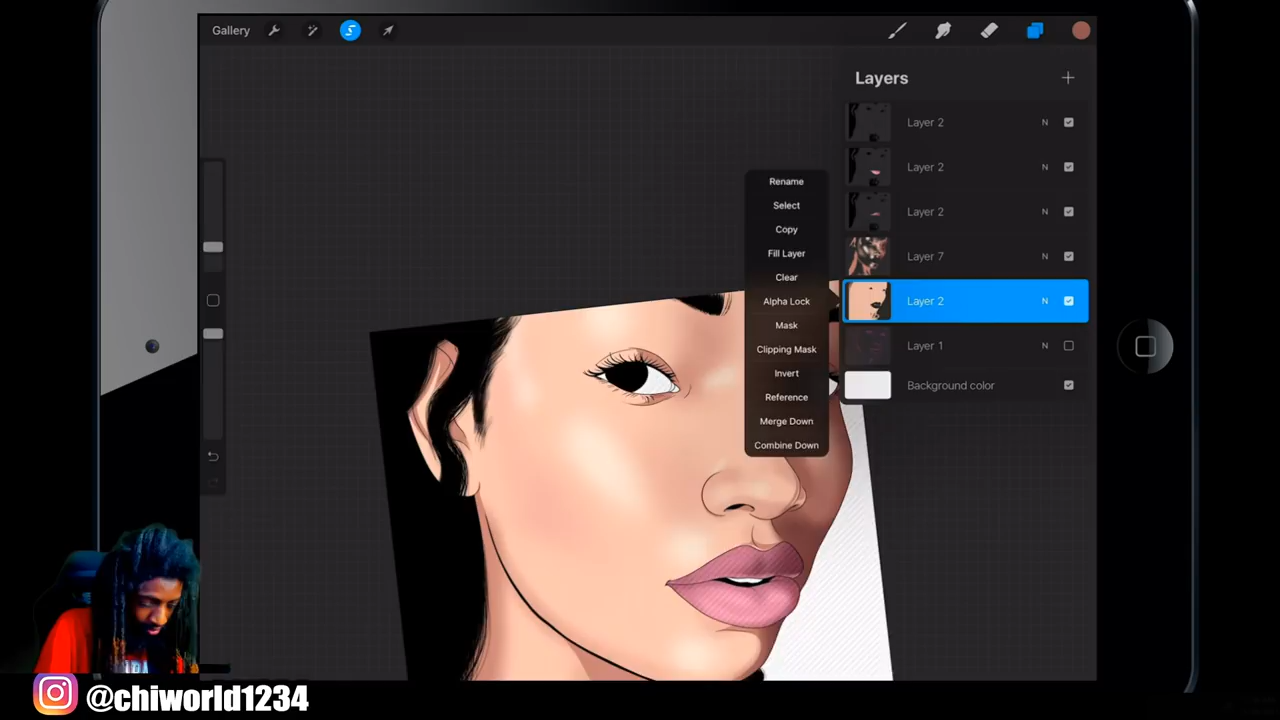 Gallery
Layers
Layer 2 N
Layer 2 N
Layer 2 N
Layer 7 N
Layer 2 N
Layer 1 N
Background color
Rename
Select
Copy
Fill Layer
Clear
Alpha Lock
Mask
Clipping Mask
Invert
Reference
Merge Down
Combine Down
@chiworld1234